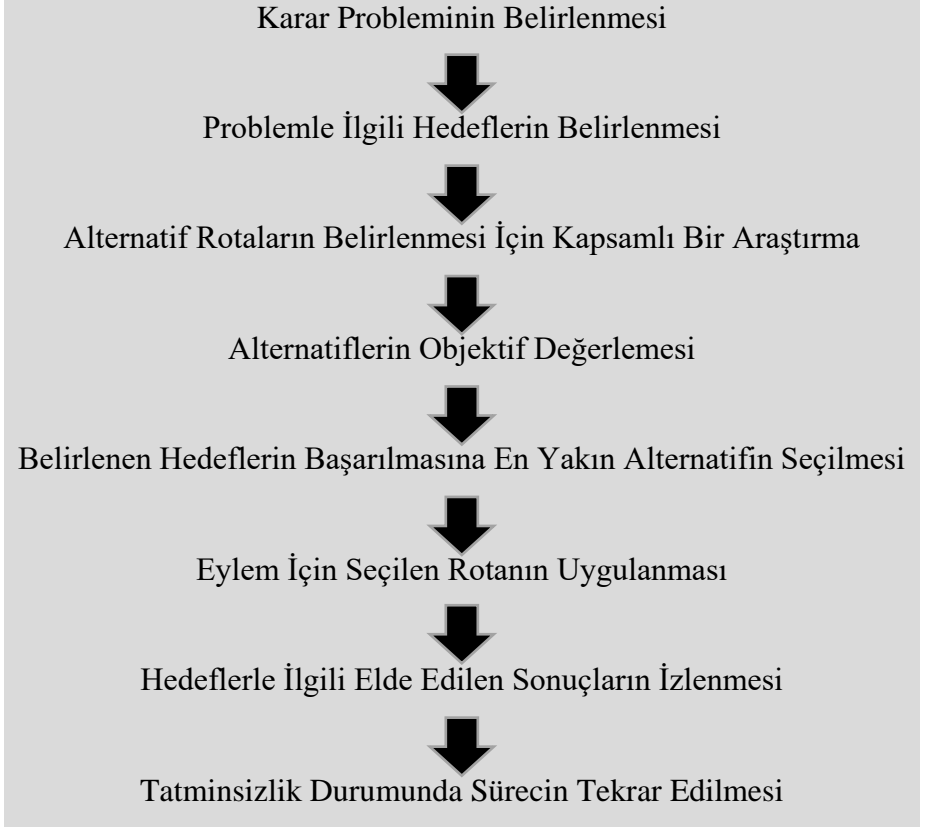 Karar Probleminin Belirlenmesi
Problemle İlgili Hedeflerin Belirlenmesi
Alternatif Rotaların Belirlenmesi İçin Kapsamlı Bir Araştırma
Alternatiflerin Objektif Değerlemesi
Belirlenen Hedeflerin Başarılmasına En Yakın Alternatifin Seçilmesi
Eylem İçin Seçilen Rotanın Uygulanması
Hedeflerle İlgili Elde Edilen Sonuçların İzlenmesi
Tatminsizlik Durumunda Sürecin Tekrar Edilmesi